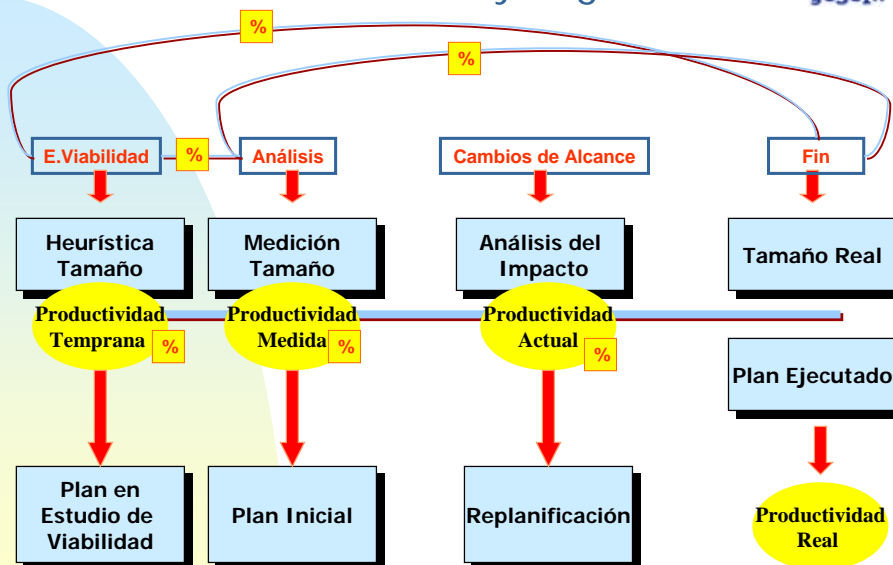 %
%
E.Viabilidad
%
Análisis
Cambios de Alcance
Fin
Heurística
Tamaño
Medición
Tamaño
Análisis del
Impacto
Tamaño Real
Productividad
Temprana
%
Productividad
Medida
%
Productividad
Actual
%
Plan Ejecutado
Plan en
Estudio de
Viabilidad
Plan Inicial
Replanificación
Productividad
Real